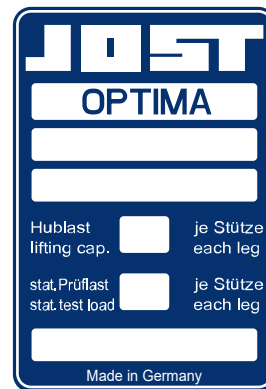 JOST
OPTIMA
Hublast je Stütze
lifting cap. each leg
stat. Prüflast je Stütze
stat. test load each leg
Made in Germany